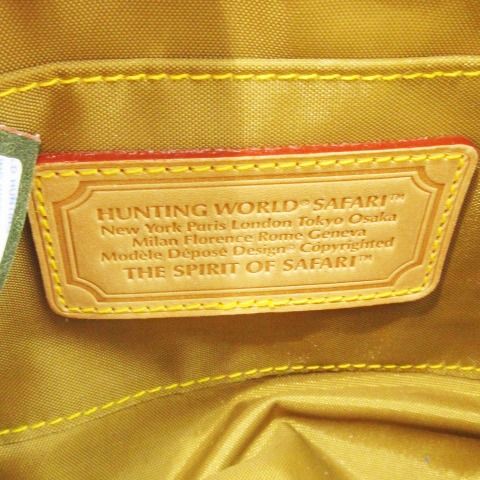 HUNTING WORLD® SAFARI™
New York Paris London Tokyo Osaka
Milan Florence Rome Geneva
Modèle Déposé Design® Copyrighted
THE SPIRIT OF SAFARI™